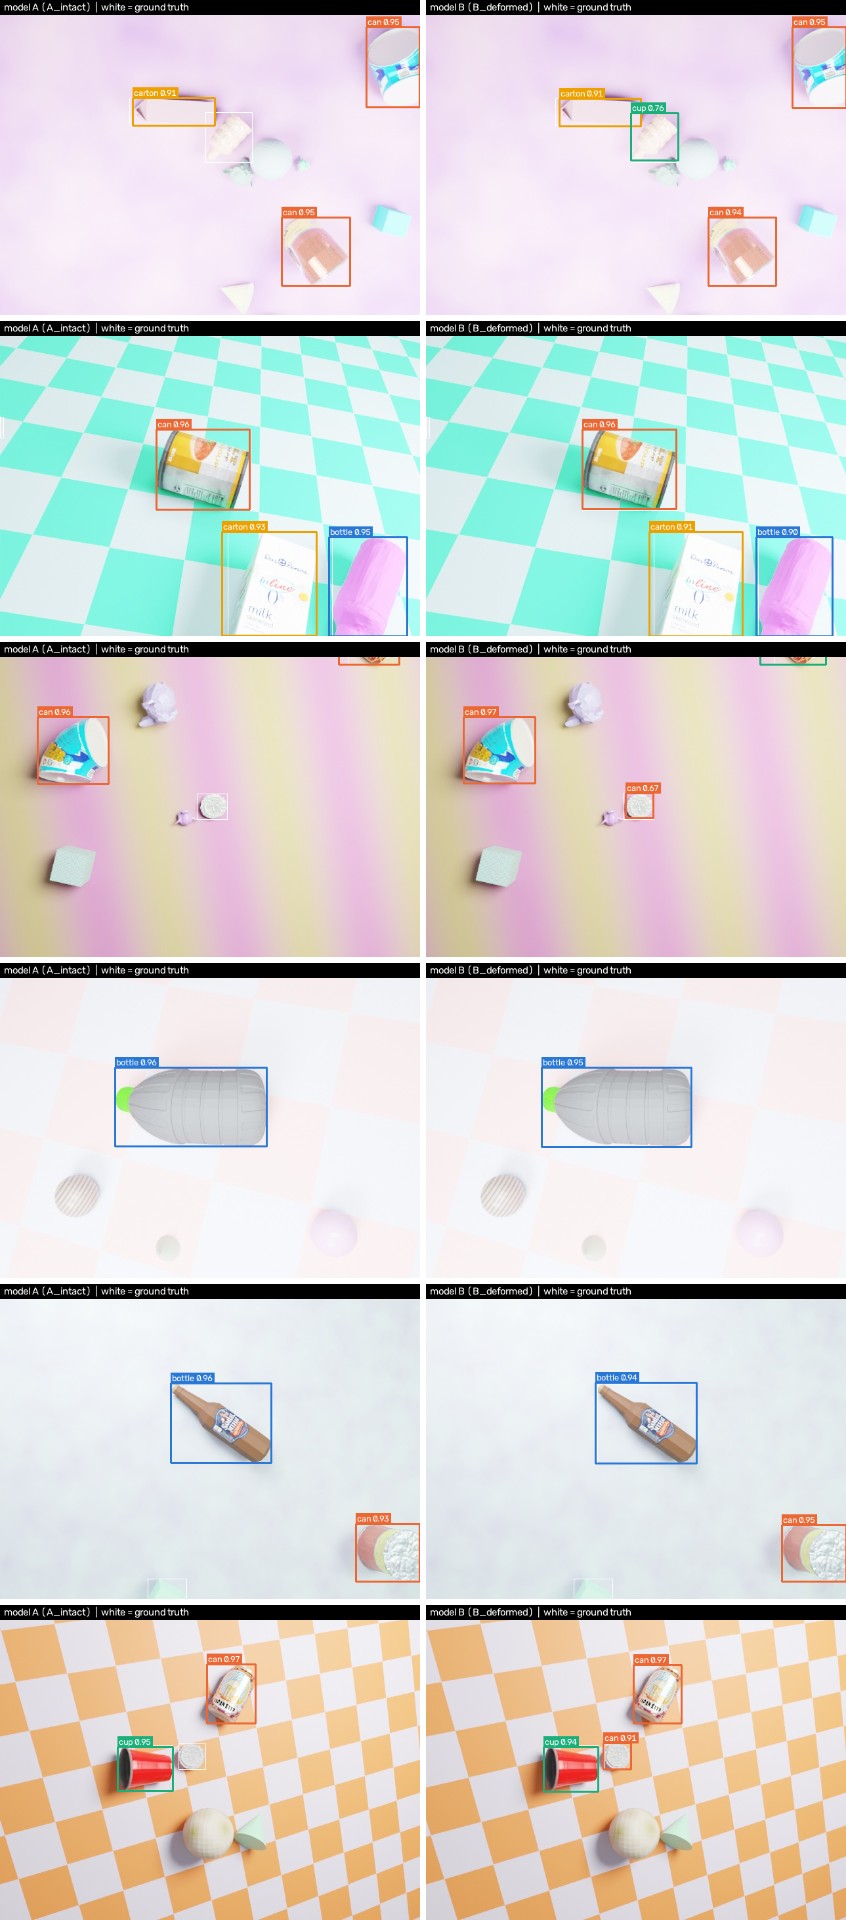 model A (A_intact) | white = ground truth
model B (B_deformed) | white = ground truth
can 0.95
carton 0.91
can 0.95
can 0.95
carton 0.91
cup 0.76
can 0.94
model A (A_intact) | white = ground truth
model B (B_deformed) | white = ground truth
can 0.96
carton 0.93
bottle 0.95
line
0%
milk
can 0.96
carton 0.91
bottle 0.90
line
0%
milk
model A (A_intact) | white = ground truth
model B (B_deformed) | white = ground truth
can 0.96
can 0.97
can 0.67
model A (A_intact) | white = ground truth
model B (B_deformed) | white = ground truth
bottle 0.96
bottle 0.95
model A (A_intact) | white = ground truth
model B (B_deformed) | white = ground truth
bottle 0.96
can 0.93
bottle 0.94
can 0.95
model A (A_intact) | white = ground truth
model B (B_deformed) | white = ground truth
can 0.97
cup 0.95
can 0.97
can 0.91
cup 0.94